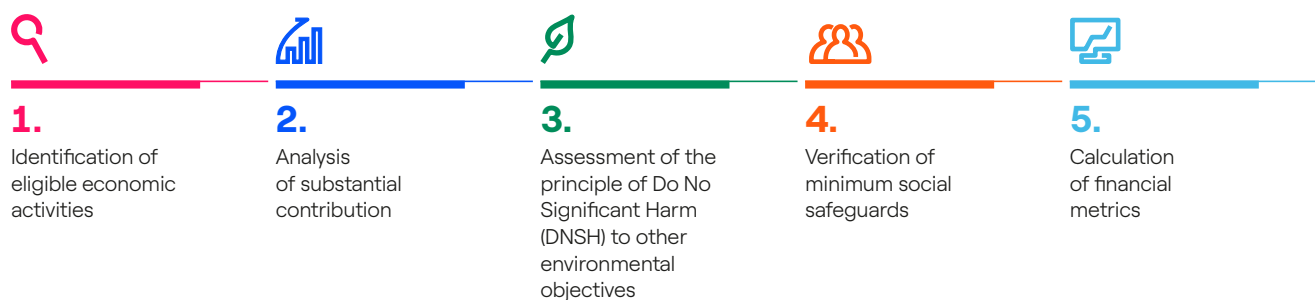 1.
Identification of
eligible economic
activities
2.
Analysis
of substantial
contribution
3.
Assessment of the
principle of Do No
Significant Harm
(DNSH) to other
environmental
objectives
4.
Verification of
minimum social
safeguards
5.
Calculation
of financial
metrics